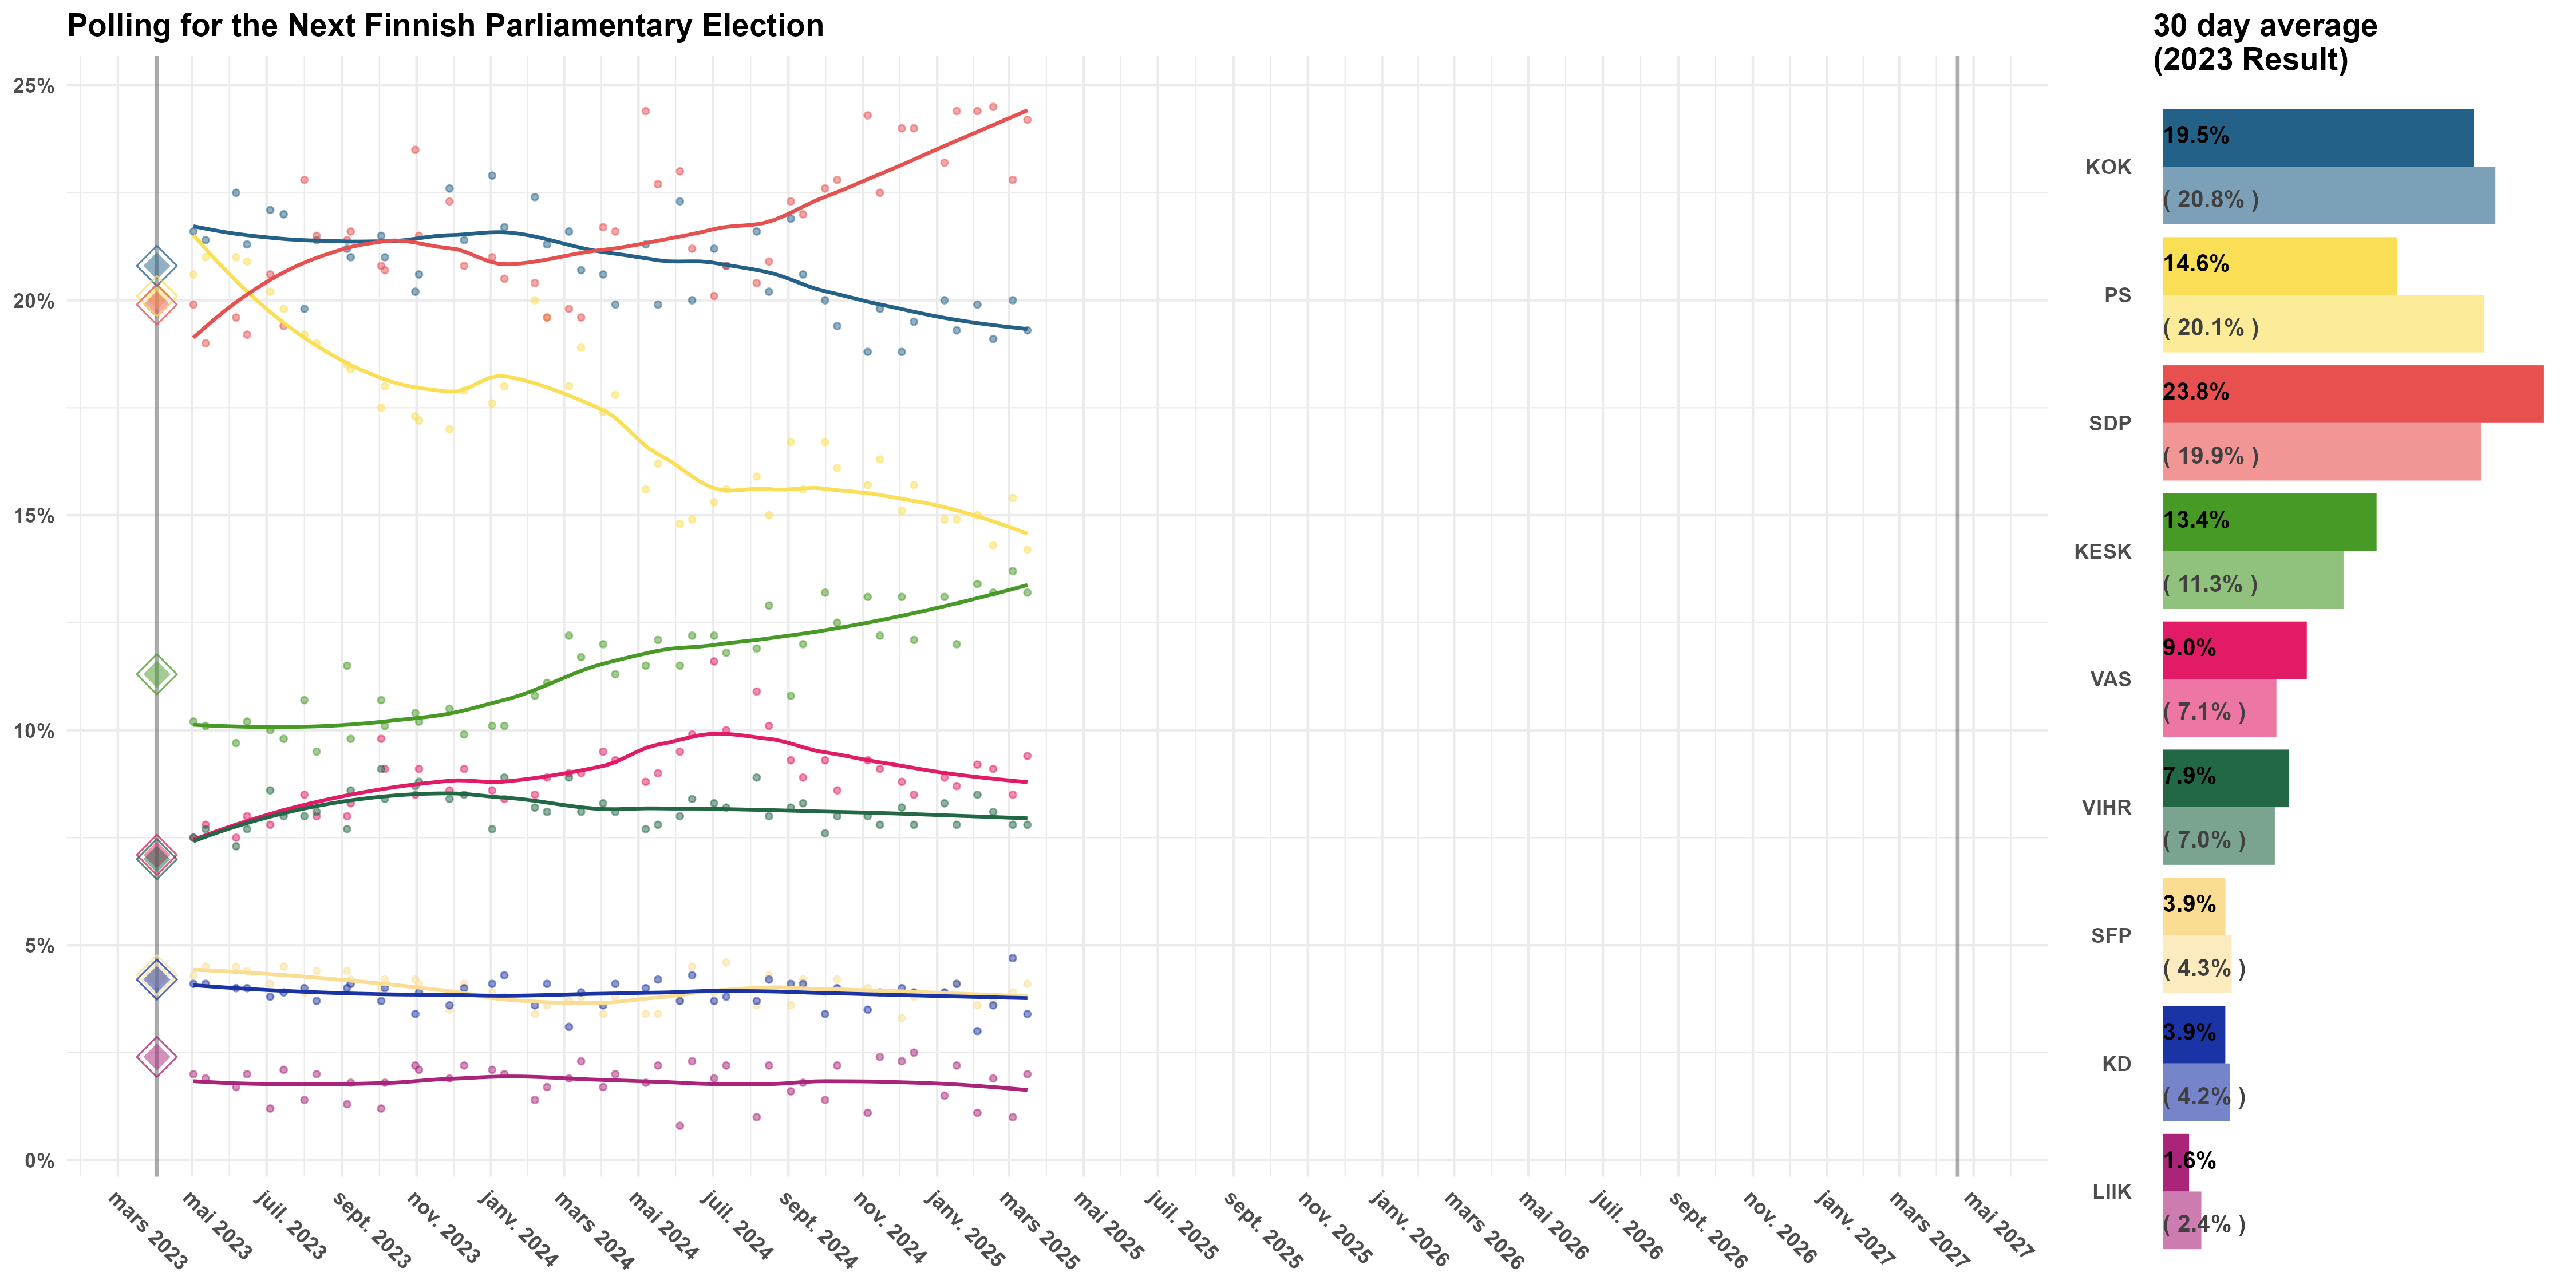 Polling for the Next Finnish Parliamentary Election
30 day average
(2023 Result)
25%
20%
15%
10%
5%
0%
mars 2023
mai 2023
juil. 2023
sept. 2023
nov. 2023
janv. 2024
mars 2024
mai 2024
juil. 2024
sept. 2024
nov. 2024
janv. 2025
mars 2025
mai 2025
juil. 2025
sept. 2025
nov. 2025
janv. 2026
mars 2026
mai 2026
juil. 2026
sept. 2026
nov. 2026
janv. 2027
mars 2027
mai 2027
KOK
19.5%
( 20.8% )
PS
14.6%
( 20.1% )
SDP
23.8%
( 19.9% )
KESK
13.4%
( 11.3% )
VAS
9.0%
( 7.1% )
VIHR
7.9%
( 7.0% )
SFP
3.9%
( 4.3% )
KD
3.9%
( 4.2% )
LIIK
1.6%
( 2.4% )